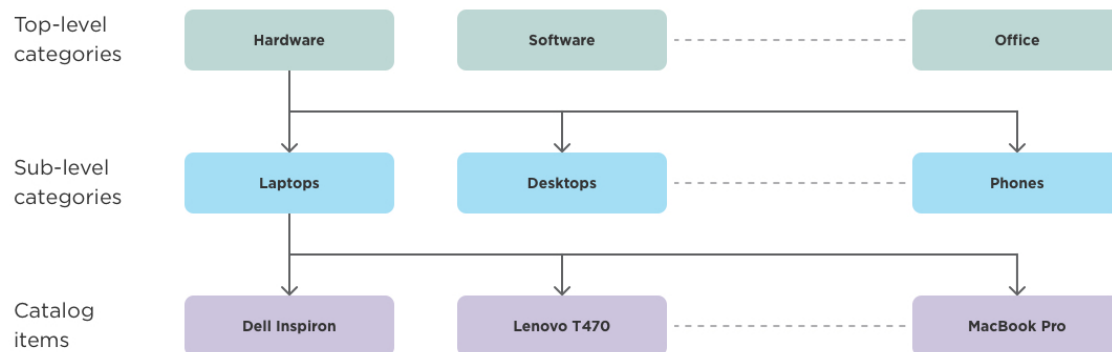 Top-level
categories
Hardware
Software
Office
Sub-level
categories
Laptops
Desktops
Phones
Catalog
items
Dell Inspiron
Lenovo T470
MacBook Pro